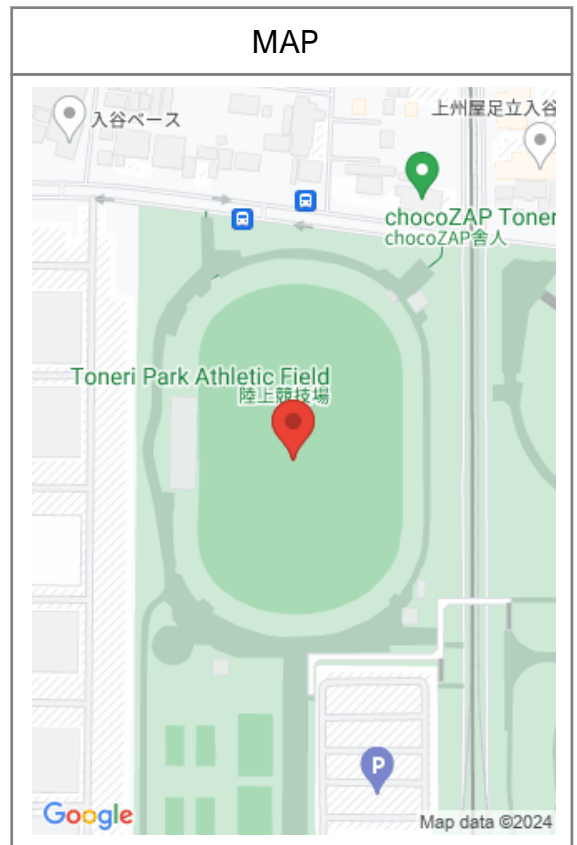 MAP
入谷ベース
上州屋足立入谷
chocoZAP Toner
chocoZAP舎人
Toneri Park Athletic Field
陸上競技場
P
Google
Map data ©2024